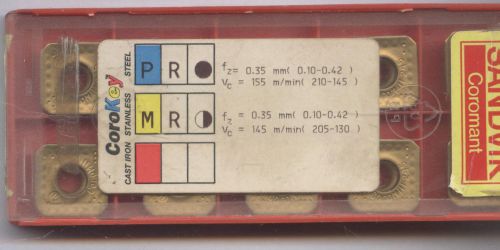 CoroKey
STEEL
P R
fz= 0.35 mm( 0.10-0.42 )
Vc = 155 m/min( 210-145 )
STAINLESS
M R
fz = 0.35 mm( 0.10-0.42 )
Vc = 145 m/min( 205-130 )
CAST IRON
SANDVIK
Coromant